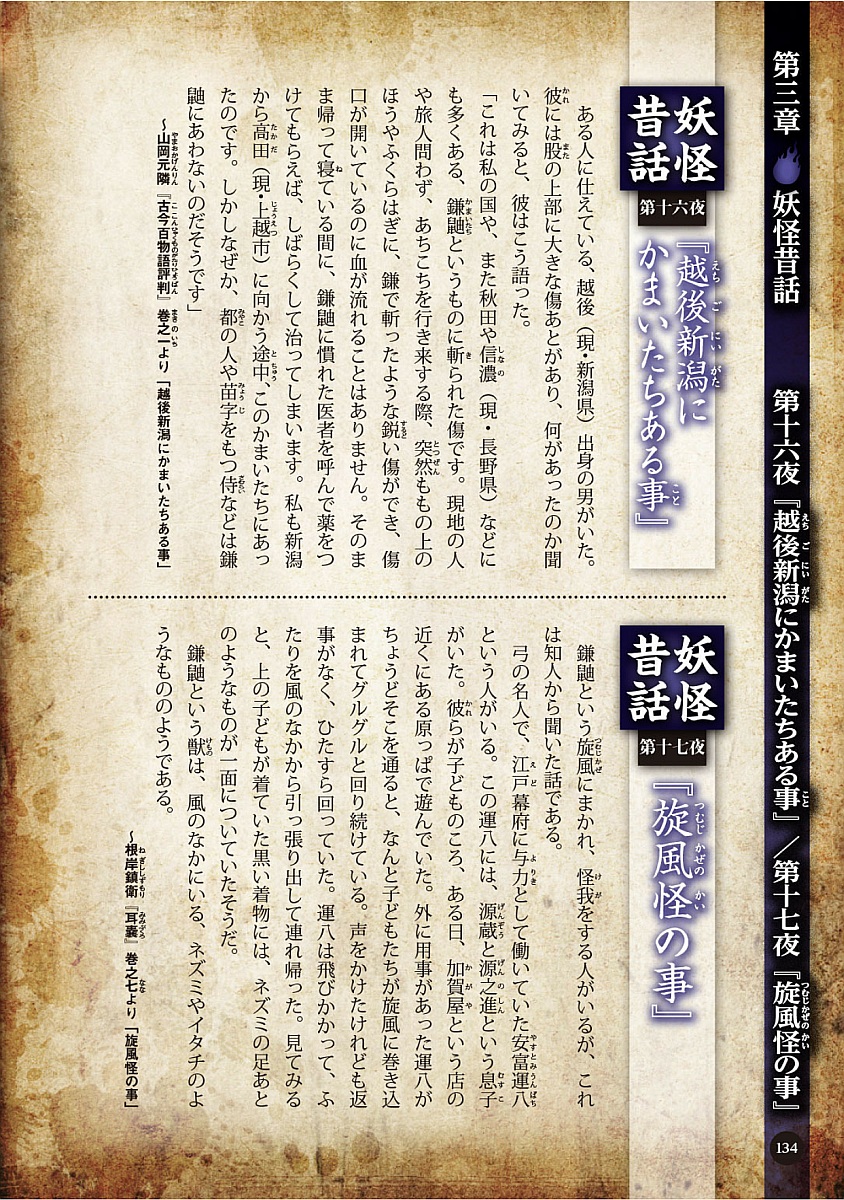 第三章 妖怪昔話 第十六夜『越後新潟にかまいたちある事』／第十七夜『旋風怪の事』
134
妖怪
昔話
第十六夜
『越後新潟に
かまいたちある事』
　ある人に仕えている、越後（現・新潟県）出身の男がいた。
彼には股の上部に大きな傷あとがあり、何があったのか聞
いてみると、彼はこう語った。
「これは私の国や、また秋田や信濃（現・長野県）などに
も多くある、鎌鼬というものに斬られた傷です。現地の人
や旅人問わず、あちこちを行き来する際、突然ももの上の
ほうやふくらはぎに、鎌で斬ったような鋭い傷ができ、傷
口が開いているのに血が流れることはありません。そのま
ま帰って寝ている間に、鎌鼬に慣れた医者を呼んで薬をつ
けてもらえば、しばらくして治ってしまいます。私も新潟
から高田（現・上越市）に向かう途中、このかまいたちにあっ
たのです。しかしなぜか、都の人や苗字をもつ侍などは鎌
鼬にあわないのだそうです」
～山岡元隣『古今百物語評判』巻之一より「越後新潟にかまいたちある事」
妖怪
昔話
第十七夜
『旋風怪の事』
　鎌鼬という旋風にまかれ、怪我をする人がいるが、これ
は知人から聞いた話である。
　弓の名人で、江戸幕府に与力として働いていた安富運八
という人がいる。この運八には、源蔵と源之進という息子
がいた。彼らが子どものころ、ある日、加賀屋という店の
近くにある原っぱで遊んでいた。外に用事があった運八が
ちょうどそこを通ると、なんと子どもたちが旋風に巻き込
まれてグルグルと回り続けている。声をかけたけれども返
事がなく、ひたすら回っていた。運八は飛びかかって、ふ
たりを風のなかから引っ張り出して連れ帰った。見てみる
と、上の子どもが着ていた黒い着物には、ネズミの足あと
のようなものが一面についていたそうだ。
　鎌鼬という獣は、風のなかにいる、ネズミやイタチのよ
うなもののようである。
～根岸鎮衛『耳嚢』巻之七より「旋風怪の事」